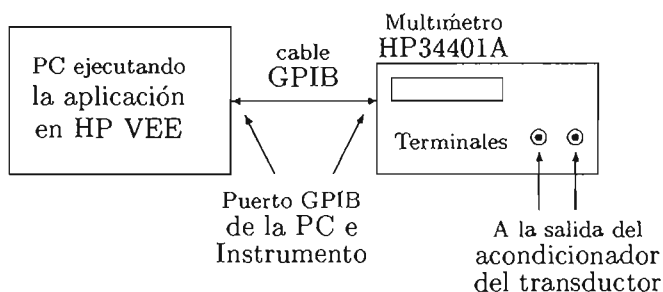 PC ejecutando
la aplicación
en HP VEE
cable
GPIB
Multímetro
HP34401A
Terminales
Puerto GPIB
de la PC e
Instrumento
A la salida del
acondicionador
del transductor